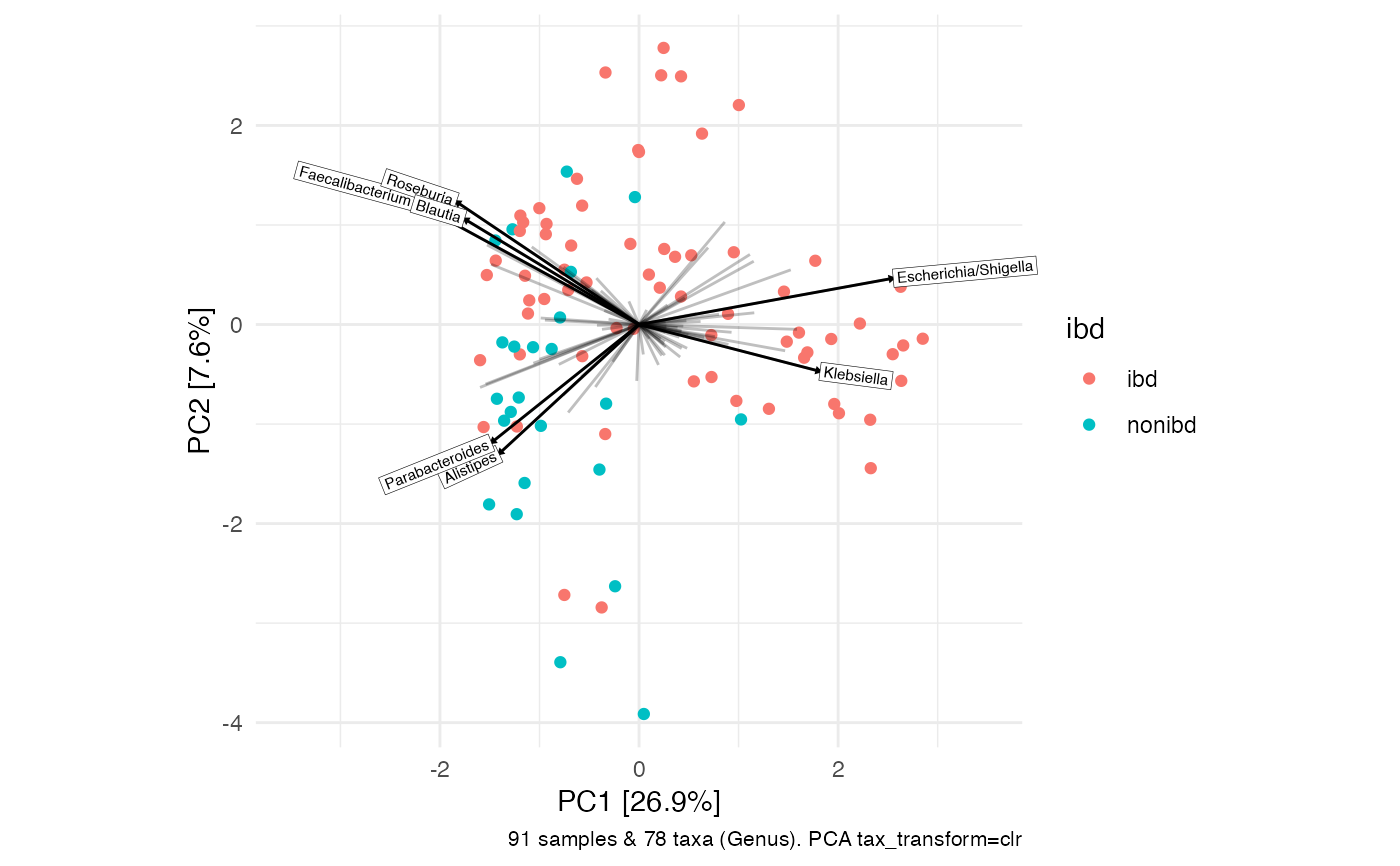 2
0
-2
-4
PC2 [7.6%]
Roseburia
Faecalibacterium
Blautia
Escherichia/Shigella
Klebsiella
Parabacteroides
Alistipes
-2
0
2
PC1 [26.9%]
ibd
ibd
nonibd
91 samples & 78 taxa (Genus). PCA tax_transform=clr